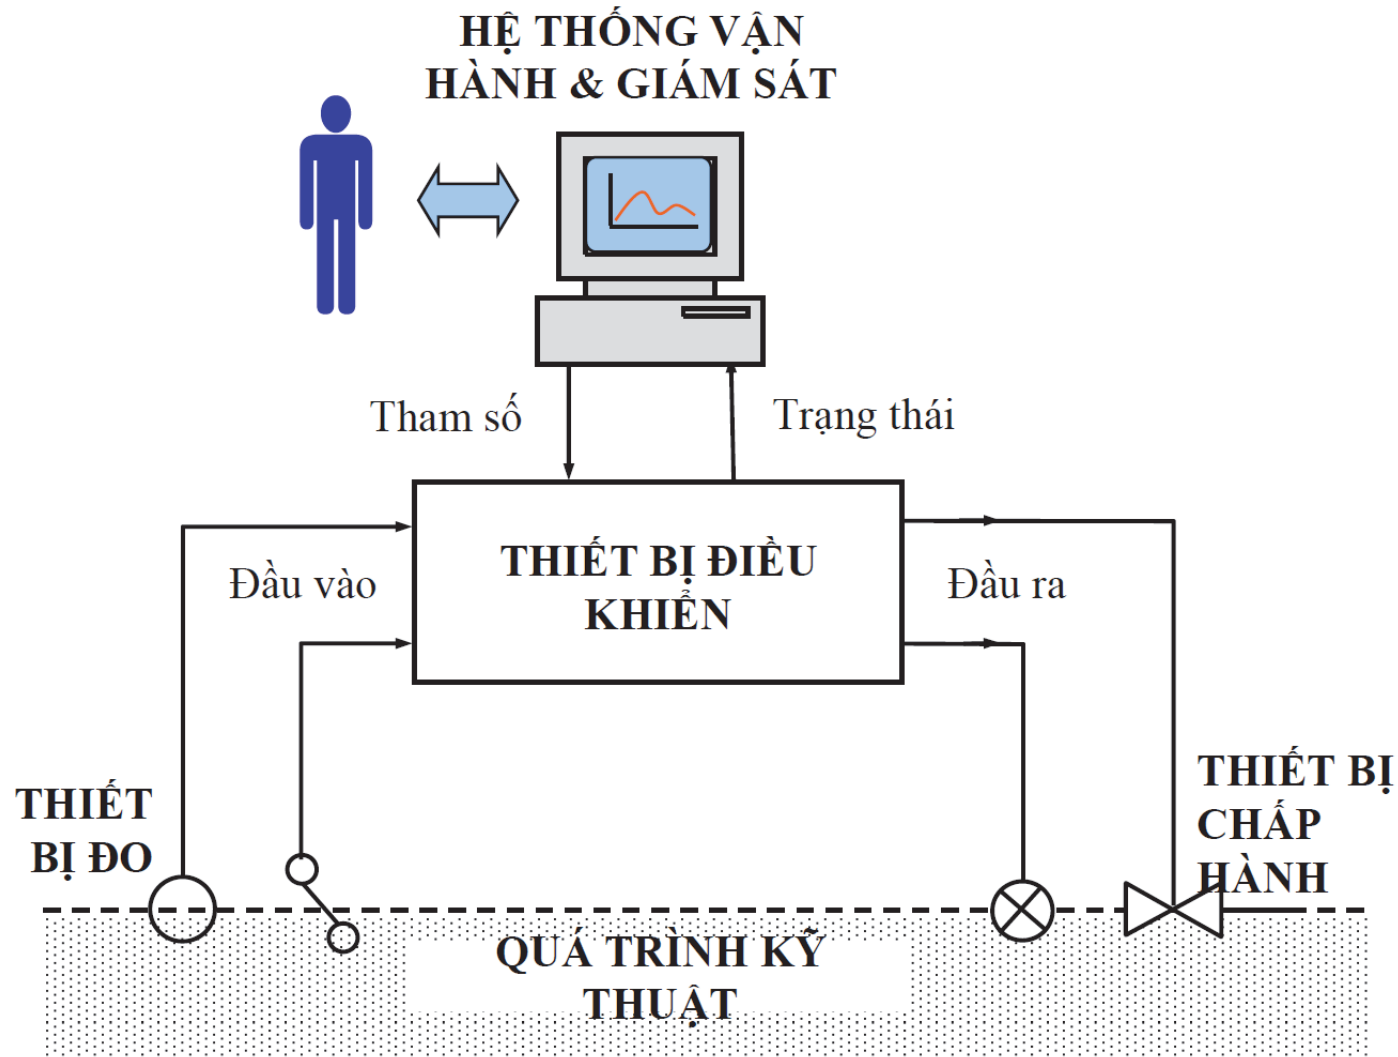 HỆ THỐNG VẬN
HÀNH & GIÁM SÁT
Tham số
Trạng thái
Đầu vào
THIẾT BỊ ĐIỀU
KHIỂN
Đầu ra
THIẾT
BỊ ĐO
THIẾT BỊ
CHẤP
HÀNH
QUÁ TRÌNH KỸ
THUẬT